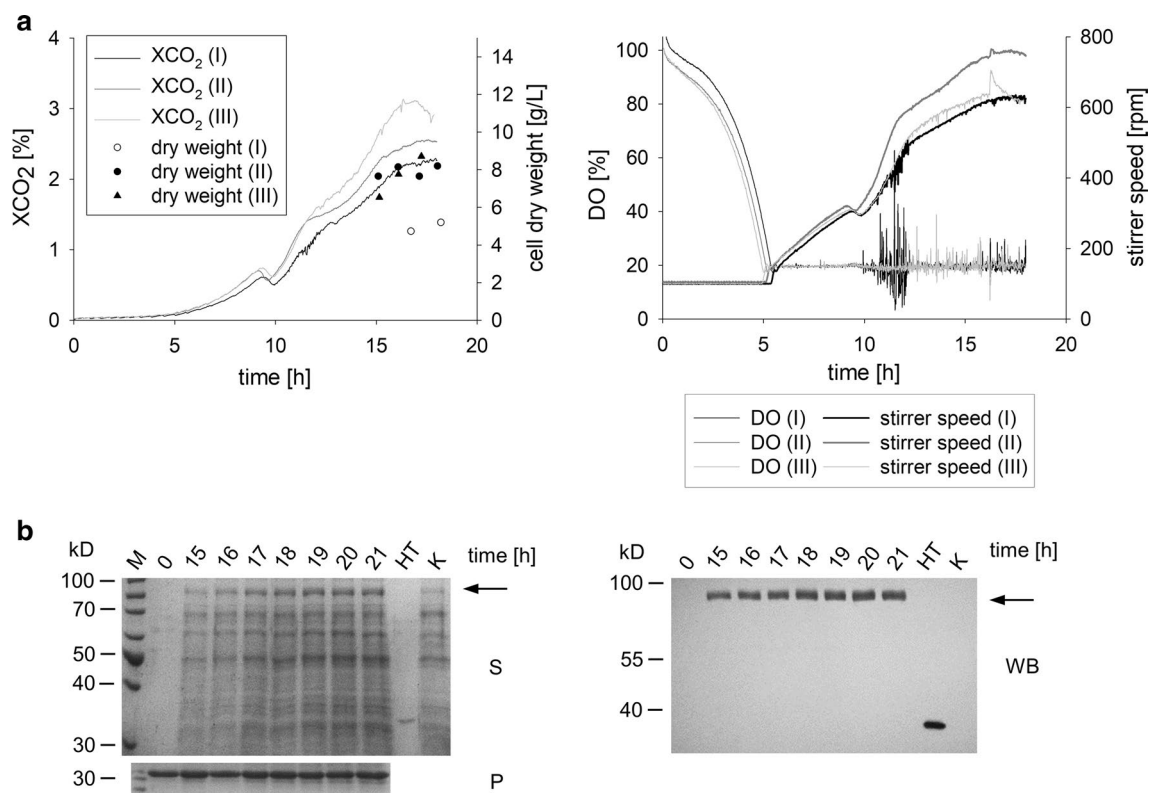 a
XCO2 [%]
4
3
2
1
0
XCO2 (I)
XCO2 (II)
XCO2 (III)
dry weight (I)
dry weight (II)
dry weight (III)
14
12
10
8
6
4
2
0
cell dry weight [g/L]
0 5 10 15 20
time [h]
DO [%]
100
80
60
40
20
0
800
700
600
500
400
300
200
100
0
stirrer speed [rpm]
0 5 10 15 20
time [h]
DO (I) stirrer speed (I)
DO (II) stirrer speed (II)
DO (III) stirrer speed (III)
b
kD M 0 15 16 17 18 19 20 21 HT K time [h]
100
70
50
40
30
S
30
P
kD 0 15 16 17 18 19 20 21 HT K time [h]
100
55
40
WB